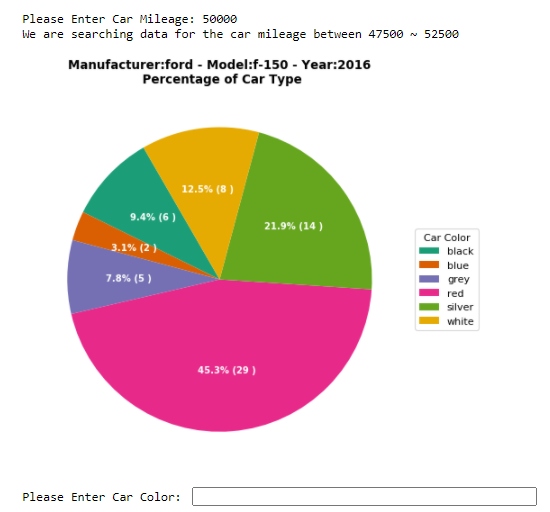 Please Enter Car Mileage: 50000
We are searching data for the car mileage between 47500 ~ 52500
Manufacturer:ford - Model:f-150 - Year:2016
Percentage of Car Type
12.5% (8 )
9.4% (6 )
21.9% (14 )
3.1% (2 )
7.8% (5 )
45.3% (29 )
Car Color
black
blue
grey
red
silver
white
Please Enter Car Color: